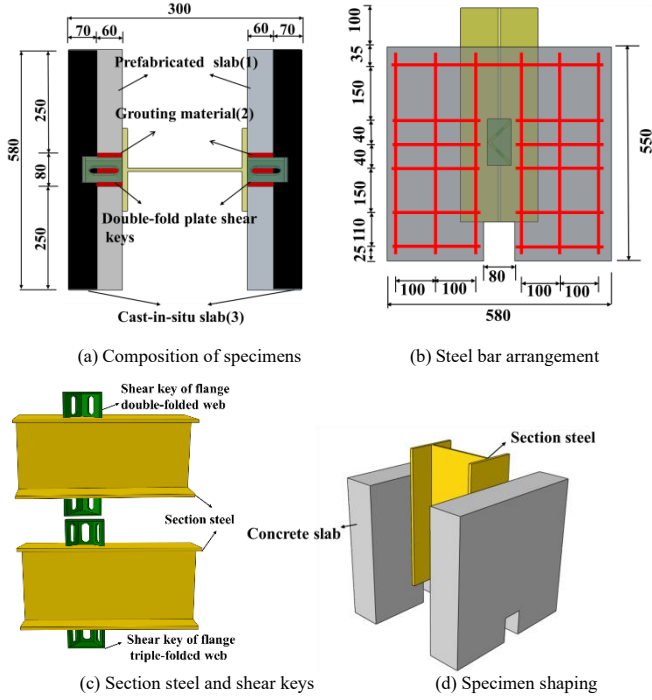 300
70 60
60 70
580
250
80
250
Prefabricated slab(1)
Grouting material(2)
Double-fold plate shear
keys
Cast-in-situ slab(3)
(a) Composition of specimens
100
35
150
40
40
150
110
25
550
100 100
80
100 100
580
(b) Steel bar arrangement
Shear key of flange
double-folded web
Section steel
Shear key of flange
triple-folded web
(c) Section steel and shear keys
Section steel
Concrete slab
(d) Specimen shaping